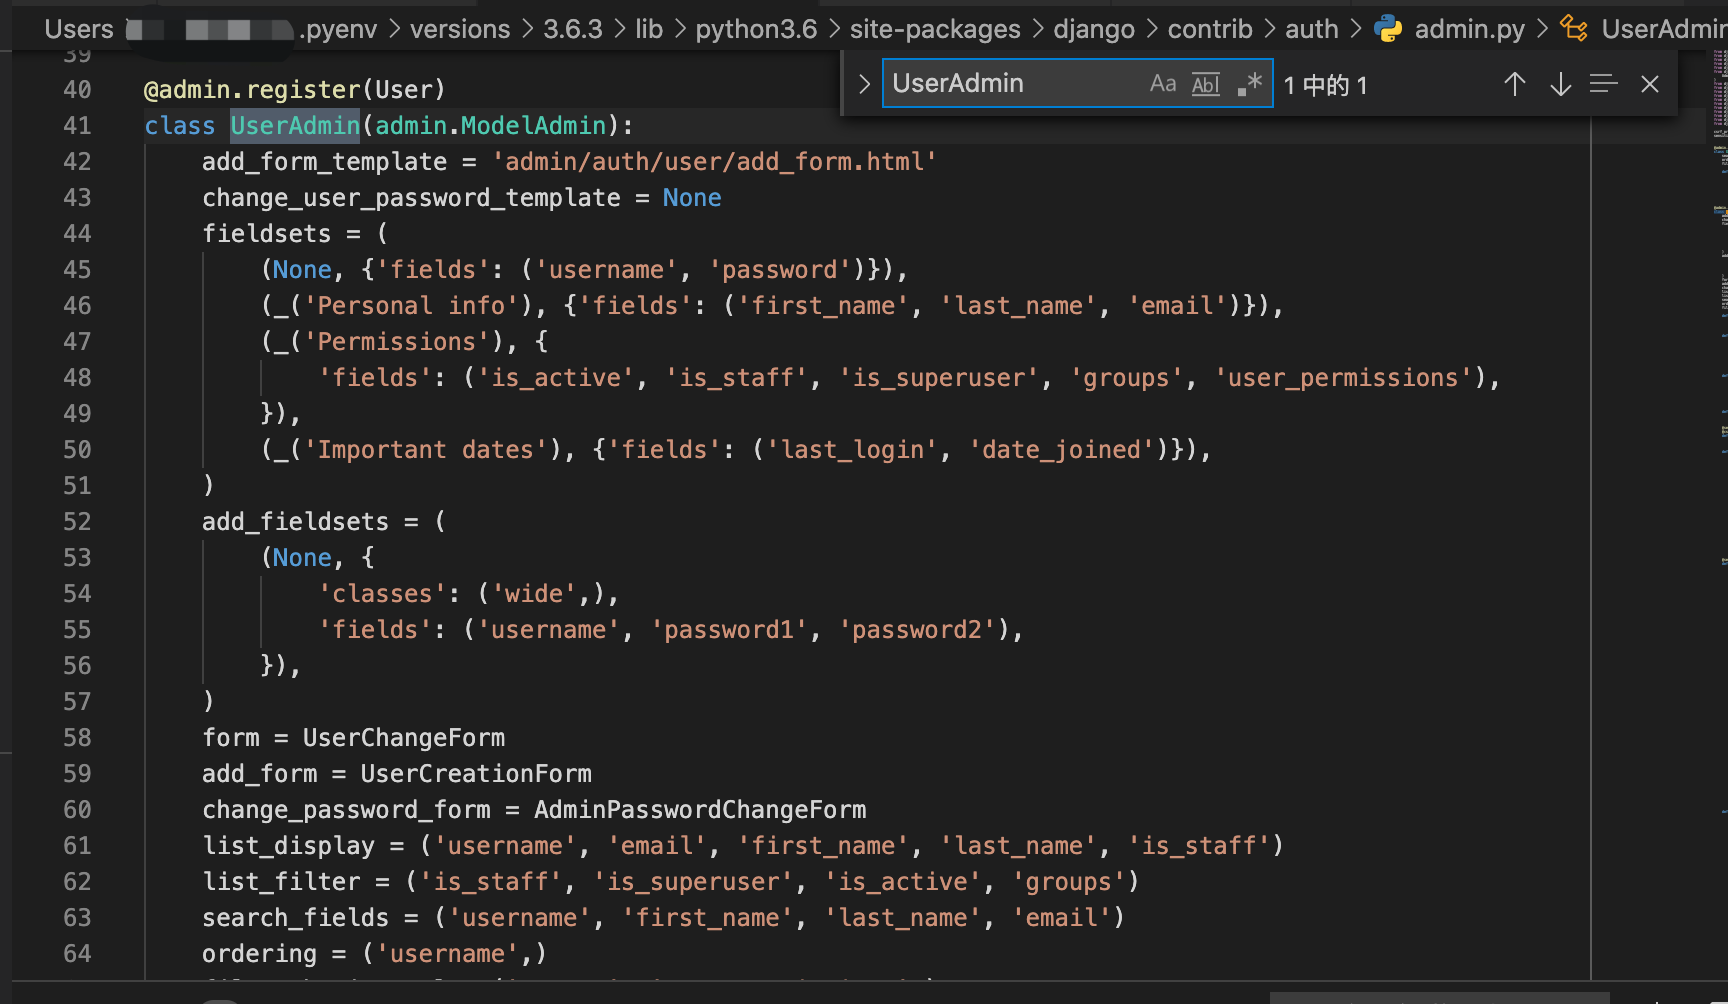 Users .pyenv > versions > 3.6.3 > lib > python3.6 > site-packages > django > contrib > auth > admin.py > UserAdmin
39
UserAdmin Aa Abl .* 1 中的 1
40 @admin.register(User)
41 class UserAdmin(admin.ModelAdmin):
42 add_form_template = 'admin/auth/user/add_form.html'
43 change_user_password_template = None
44 fieldsets = (
45 (None, {'fields': ('username', 'password')}),
46 (_('Personal info'), {'fields': ('first_name', 'last_name', 'email')}),
47 (_('Permissions'), {
48 'fields': ('is_active', 'is_staff', 'is_superuser', 'groups', 'user_permissions'),
49 }),
50 (_('Important dates'), {'fields': ('last_login', 'date_joined')}),
51 )
52 add_fieldsets = (
53 (None, {
54 'classes': ('wide',),
55 'fields': ('username', 'password1', 'password2'),
56 }),
57 )
58 form = UserChangeForm
59 add_form = UserCreationForm
60 change_password_form = AdminPasswordChangeForm
61 list_display = ('username', 'email', 'first_name', 'last_name', 'is_staff')
62 list_filter = ('is_staff', 'is_superuser', 'is_active', 'groups')
63 search_fields = ('username', 'first_name', 'last_name', 'email')
64 ordering = ('username',)